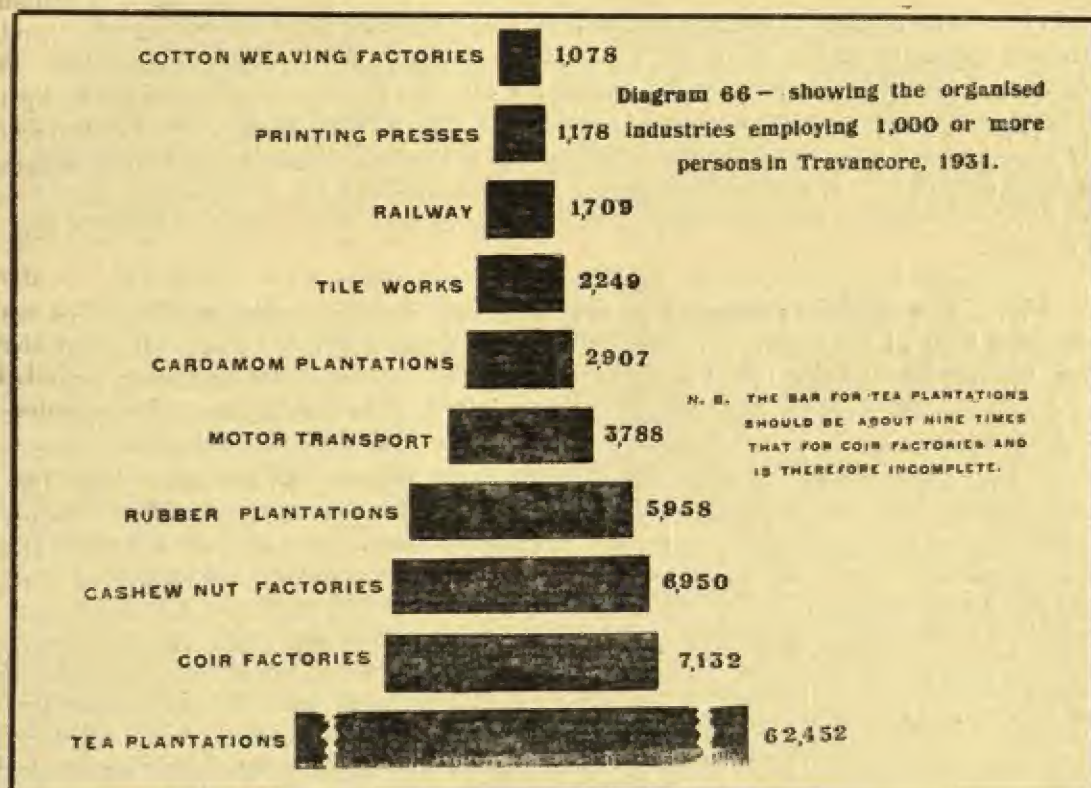 COTTON WEAVING FACTORIES 1,078
Diagram 66 — showing the organised
PRINTING PRESSES 1,178 industries employing 1,000 or more
persons in Travancore, 1931.
RAILWAY 1,709
TILE WORKS 2,249
CARDAMOM PLANTATIONS 2,907
N. B. THE BAR FOR TEA PLANTATIONS
SHOULD BE ABOUT NINE TIMES
THAT FOR COIR FACTORIES AND
IS THEREFORE INCOMPLETE.
MOTOR TRANSPORT 3,788
RUBBER PLANTATIONS 5,958
CASHEW NUT FACTORIES 6,950
COIR FACTORIES 7,132
TEA PLANTATIONS 62,452